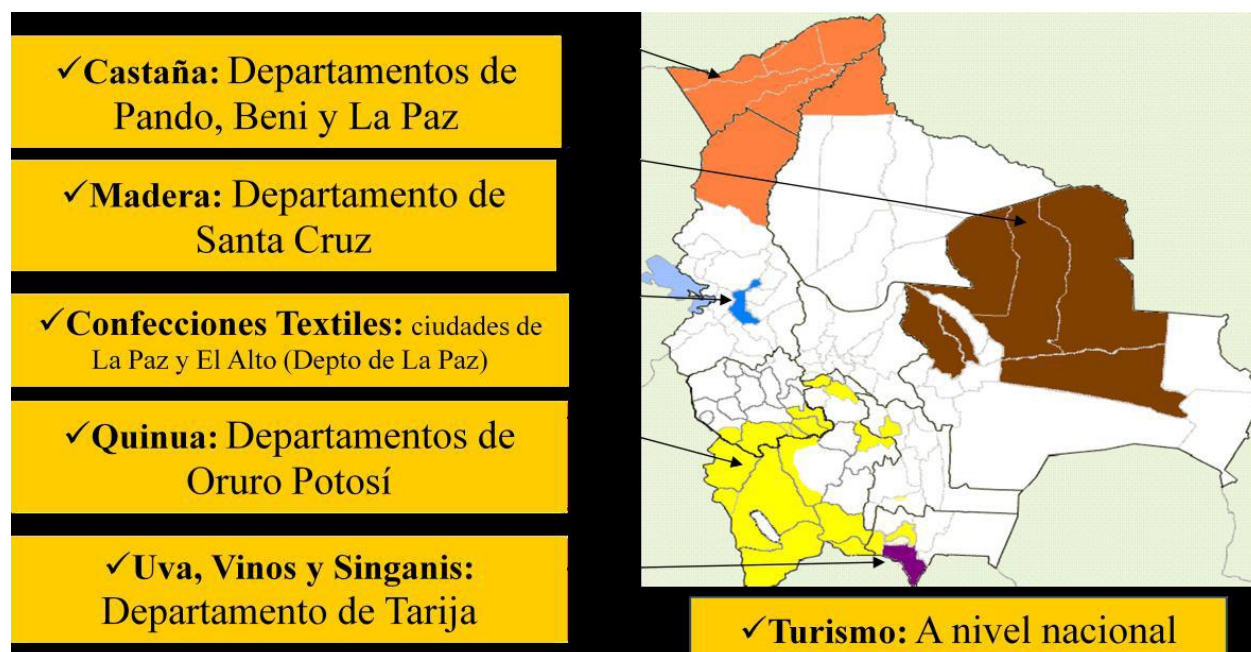 ✓Castaña: Departamentos de
Pando, Beni y La Paz
✓Madera: Departamento de
Santa Cruz
✓Confecciones Textiles: ciudades de
La Paz y El Alto (Depto de La Paz)
✓Quinua: Departamentos de
Oruro Potosí
✓Uva, Vinos y Singanis:
Departamento de Tarija
✓Turismo: A nivel nacional